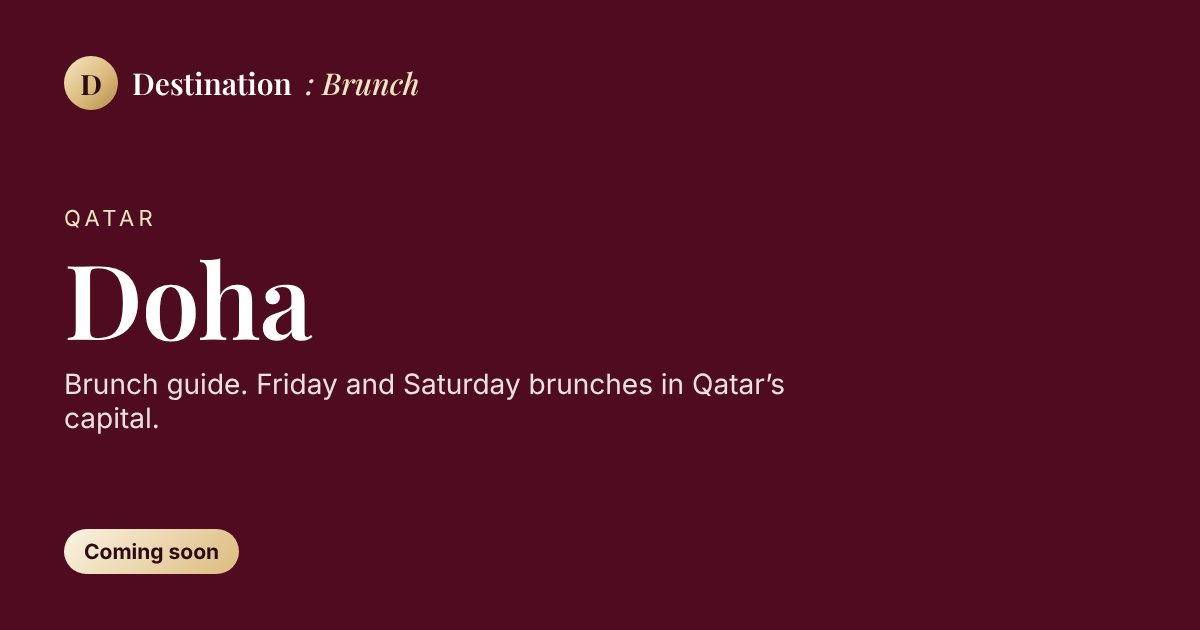 D Destination : Brunch
QATAR
Doha
Brunch guide. Friday and Saturday brunches in Qatar’s
capital.
Coming soon